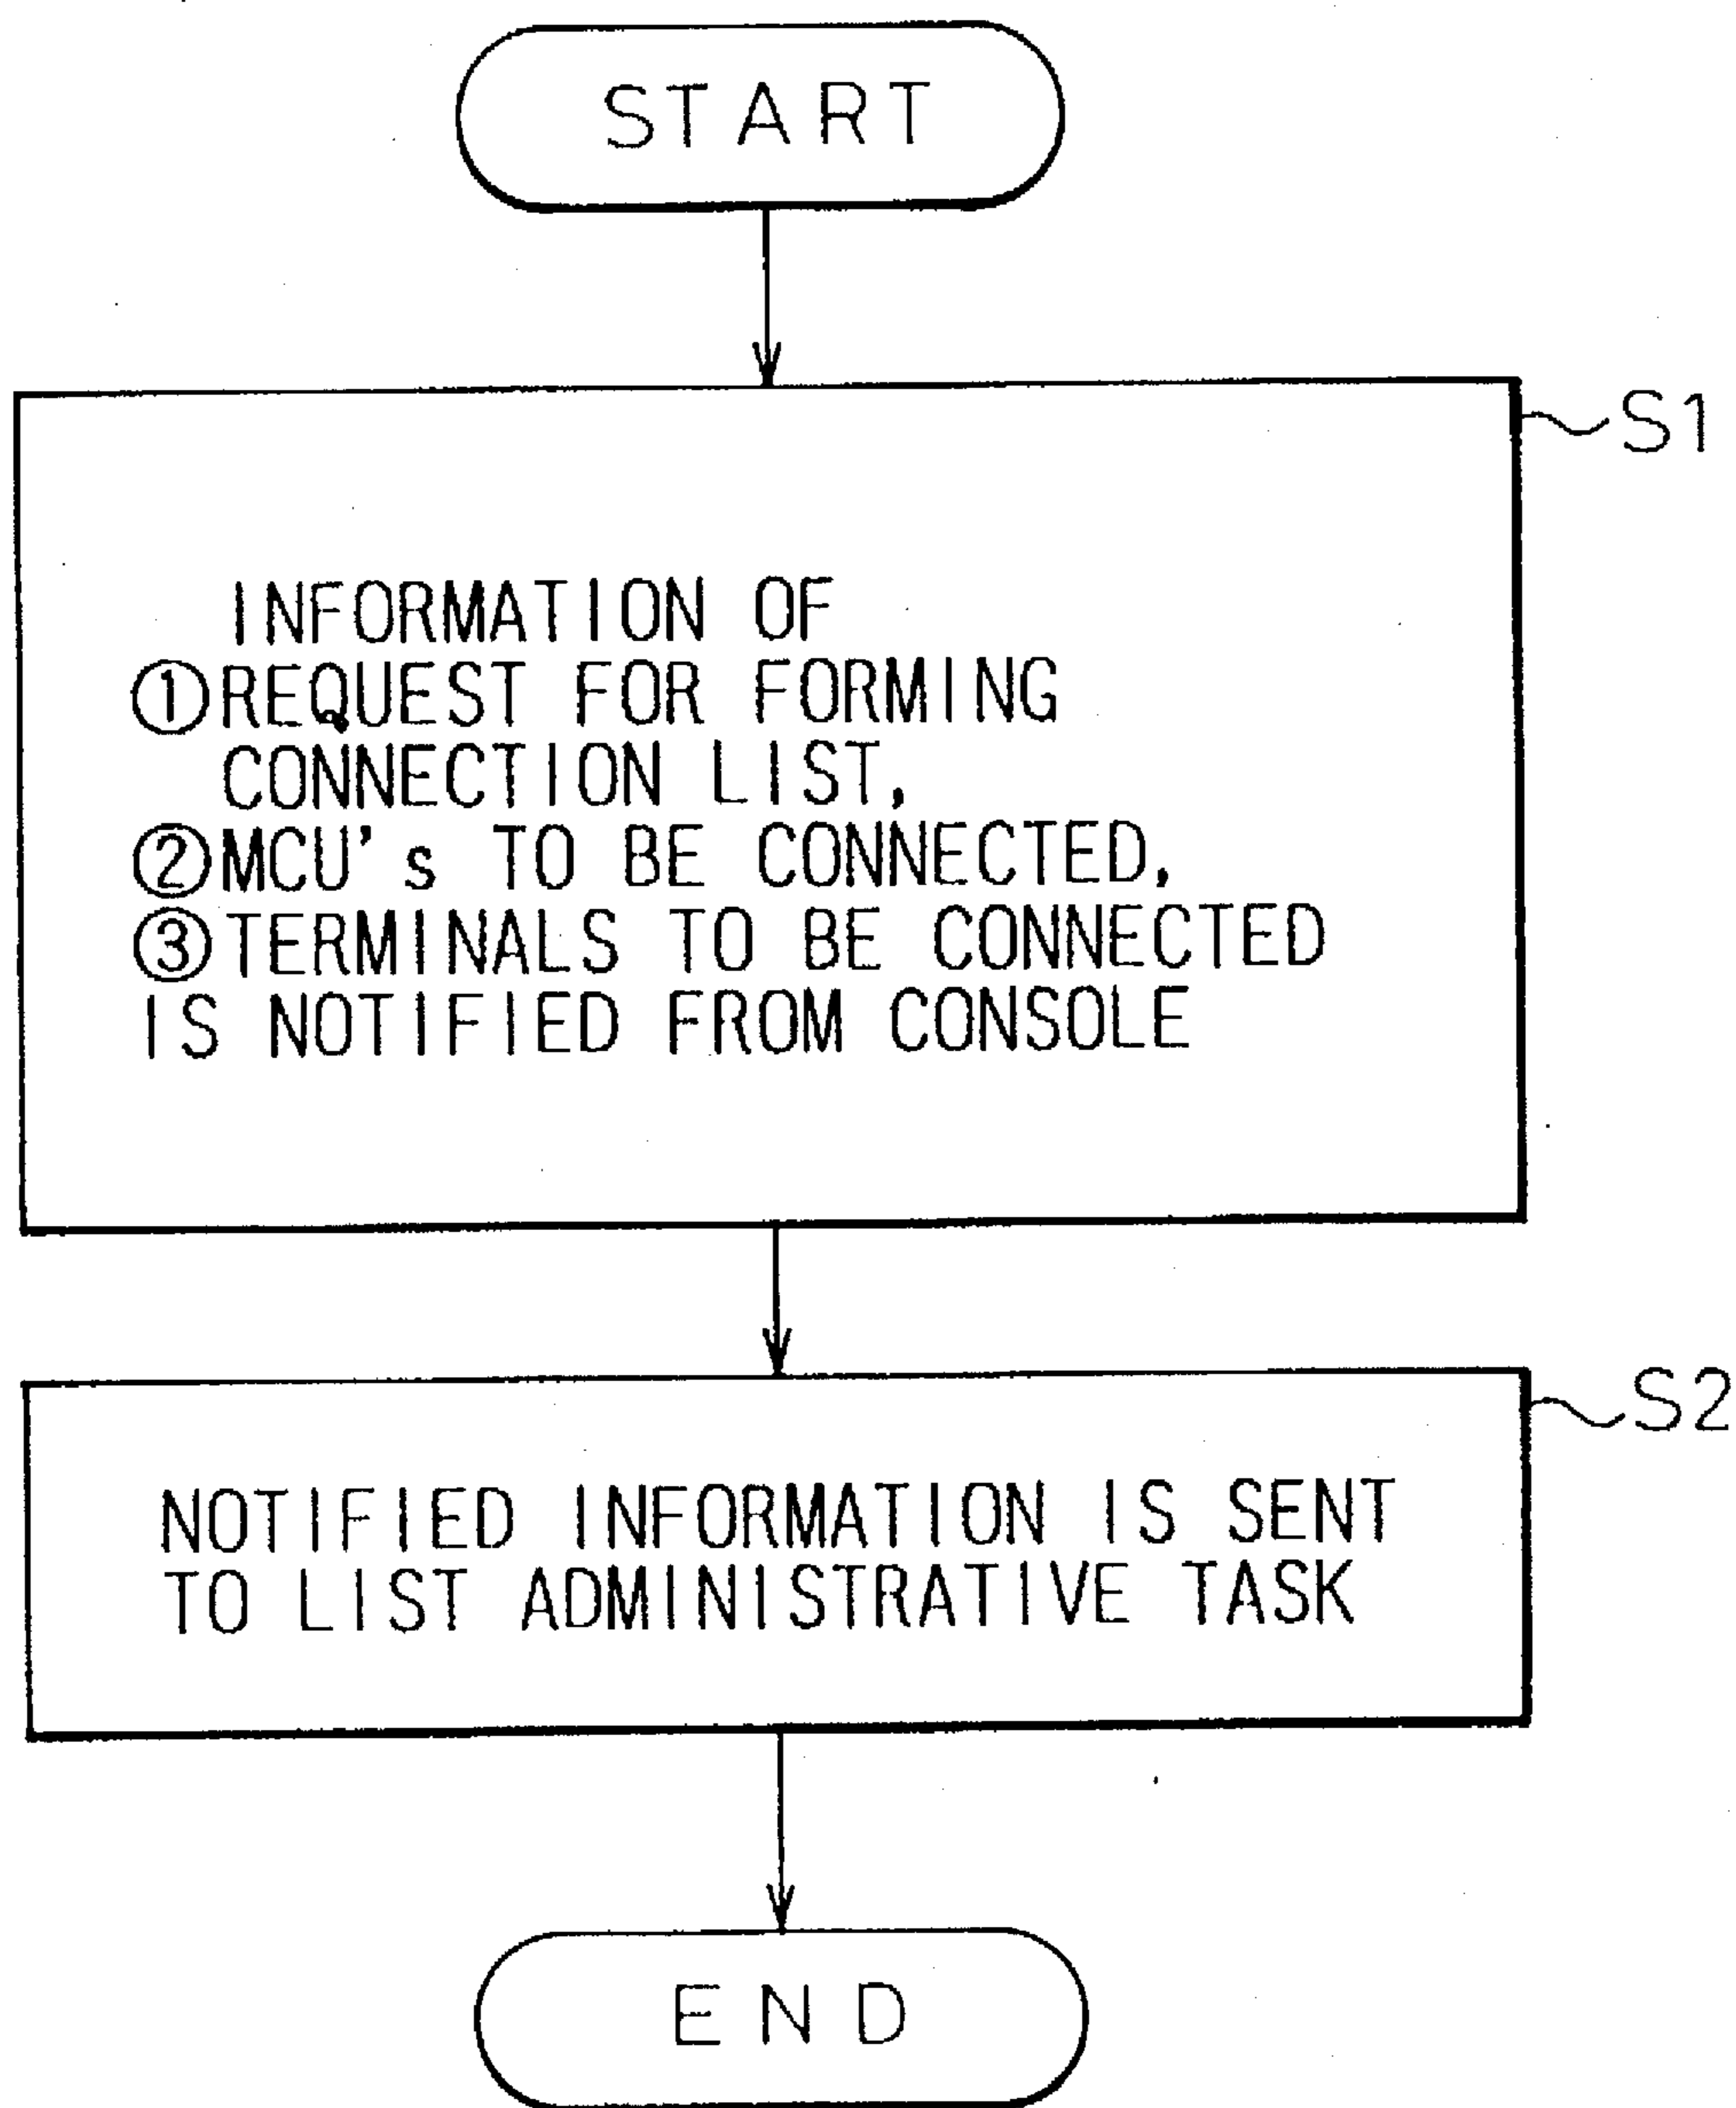 START
S1
INFORMATION OF
①REQUEST FOR FORMING
CONNECTION LIST,
②MCU's TO BE CONNECTED,
③TERMINALS TO BE CONNECTED
IS NOTIFIED FROM CONSOLE
S2
NOTIFIED INFORMATION IS SENT
TO LIST ADMINISTRATIVE TASK
END